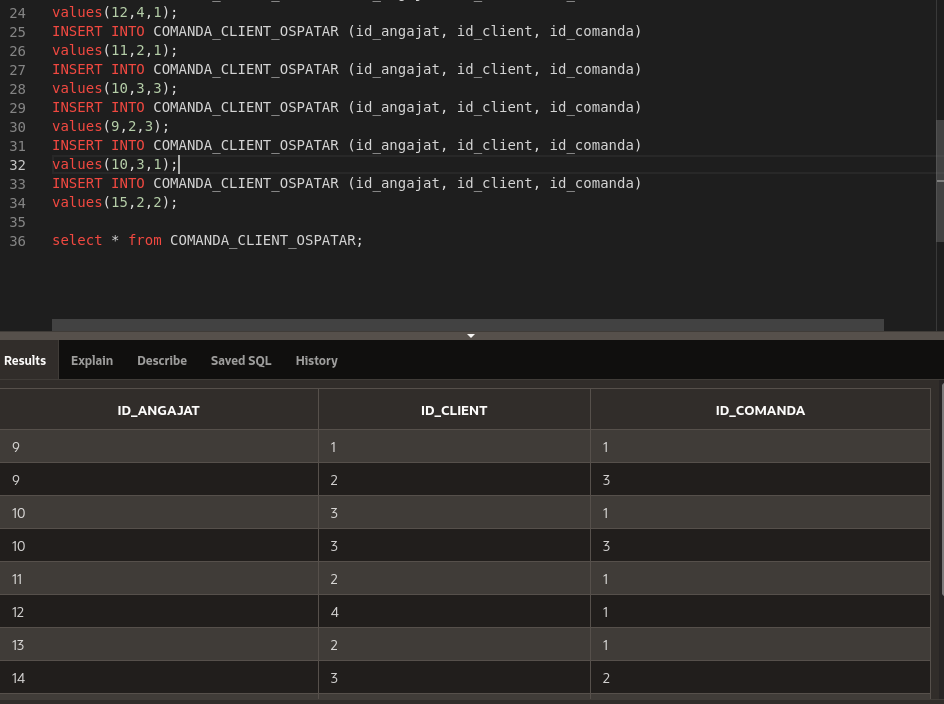 24 values(12,4,1);
25 INSERT INTO COMANDA_CLIENT_OSPATAR (id_angajat, id_client, id_comanda)
26 values(11,2,1);
27 INSERT INTO COMANDA_CLIENT_OSPATAR (id_angajat, id_client, id_comanda)
28 values(10,3,3);
29 INSERT INTO COMANDA_CLIENT_OSPATAR (id_angajat, id_client, id_comanda)
30 values(9,2,3);
31 INSERT INTO COMANDA_CLIENT_OSPATAR (id_angajat, id_client, id_comanda)
32 values(10,3,1);
33 INSERT INTO COMANDA_CLIENT_OSPATAR (id_angajat, id_client, id_comanda)
34 values(15,2,2);
35
36 select * from COMANDA_CLIENT_OSPATAR;
Results Explain Describe Saved SQL History
ID_ANGAJAT ID_CLIENT ID_COMANDA
9 1 1
9 2 3
10 3 1
10 3 3
11 2 1
12 4 1
13 2 1
14 3 2